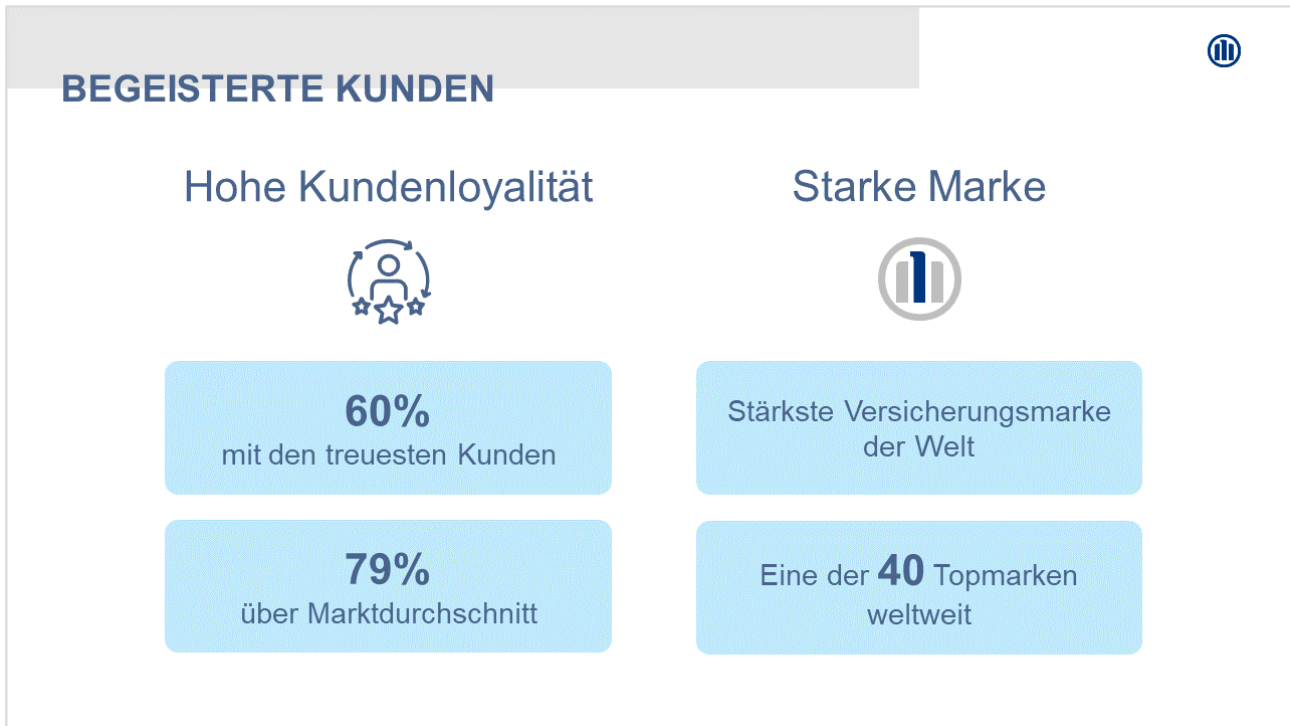 BEGEISTERTE KUNDEN
Hohe Kundenloyalität
60%
mit den treuesten Kunden
79%
über Marktdurchschnitt
Starke Marke
Stärkste Versicherungsmarke
der Welt
Eine der 40 Topmarken
weltweit